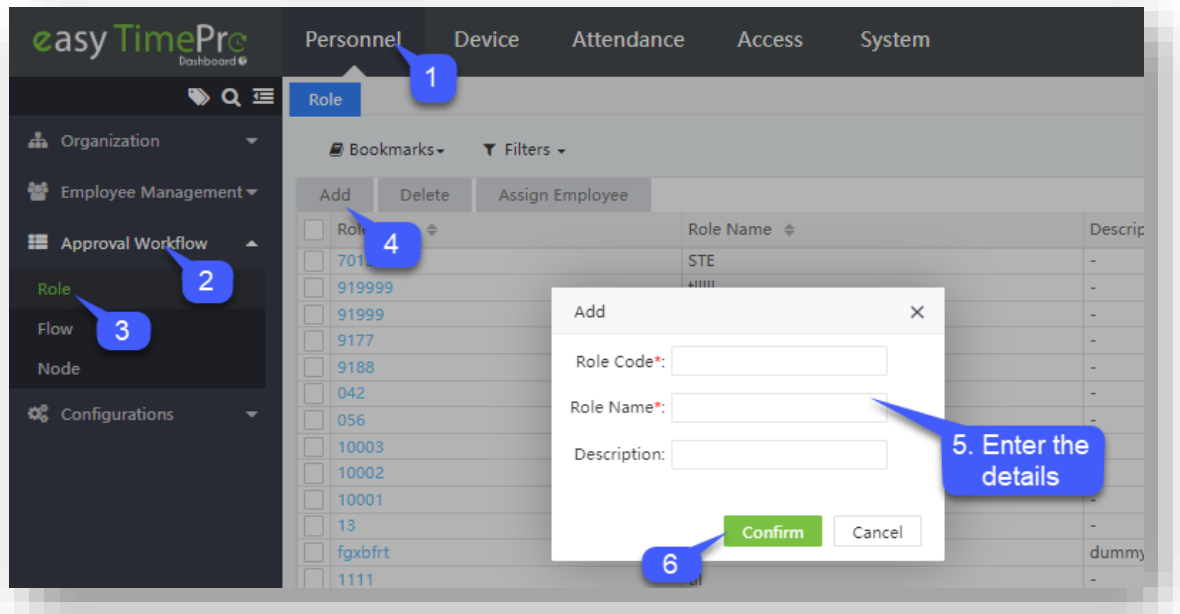 easy TimePro
Dashboard
Personnel Device Attendance Access System
1
Role
Organization
Bookmarks Filters
Employee Management
Add Delete Assign Employee
4
Role Name Descrip
Approval Workflow
2
STE -
Role
919999 -
3
Add
91999 -
Flow
9177 -
Role Code*:
Node
9188 -
042 -
Role Name*:
Configurations
056 -
5. Enter the
details
10003
Description:
10002
10001 -
13 -
Confirm Cancel
6
fgxbfrt dummy
1111 -